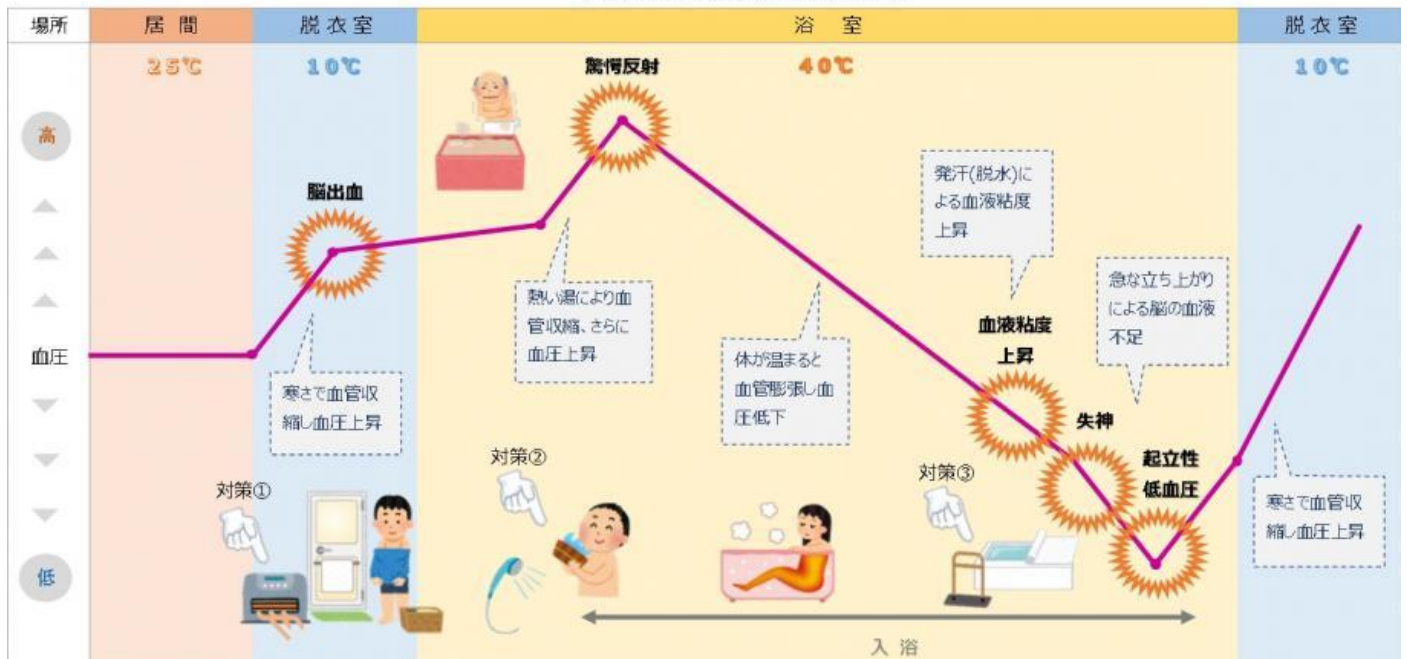 場所
居間
脱衣室
浴室
脱衣室
25℃
10℃
40℃
10℃
高
血圧
低
脳出血
寒さで血管収
縮し血圧上昇
対策①
驚愕反射
熱い湯により血
管収縮、さらに
血圧上昇
対策②
体が温まると
血管膨張し血
圧低下
発汗(脱水)に
よる血液粘度
上昇
血液粘度
上昇
対策③
急な立ち上がり
による脳の血液
不足
失神
起立性
低血圧
寒さで血管収
縮し血圧上昇
入浴